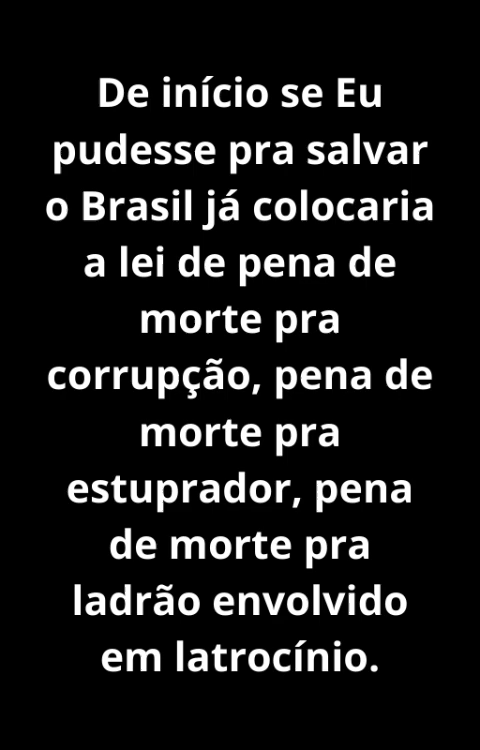 De início se Eu
pudesse pra salvar
o Brasil já colocaria
a lei de pena de
morte pra
corrupção, pena de
morte pra
estuprador, pena
de morte pra
ladrão envolvido
em latrocínio.